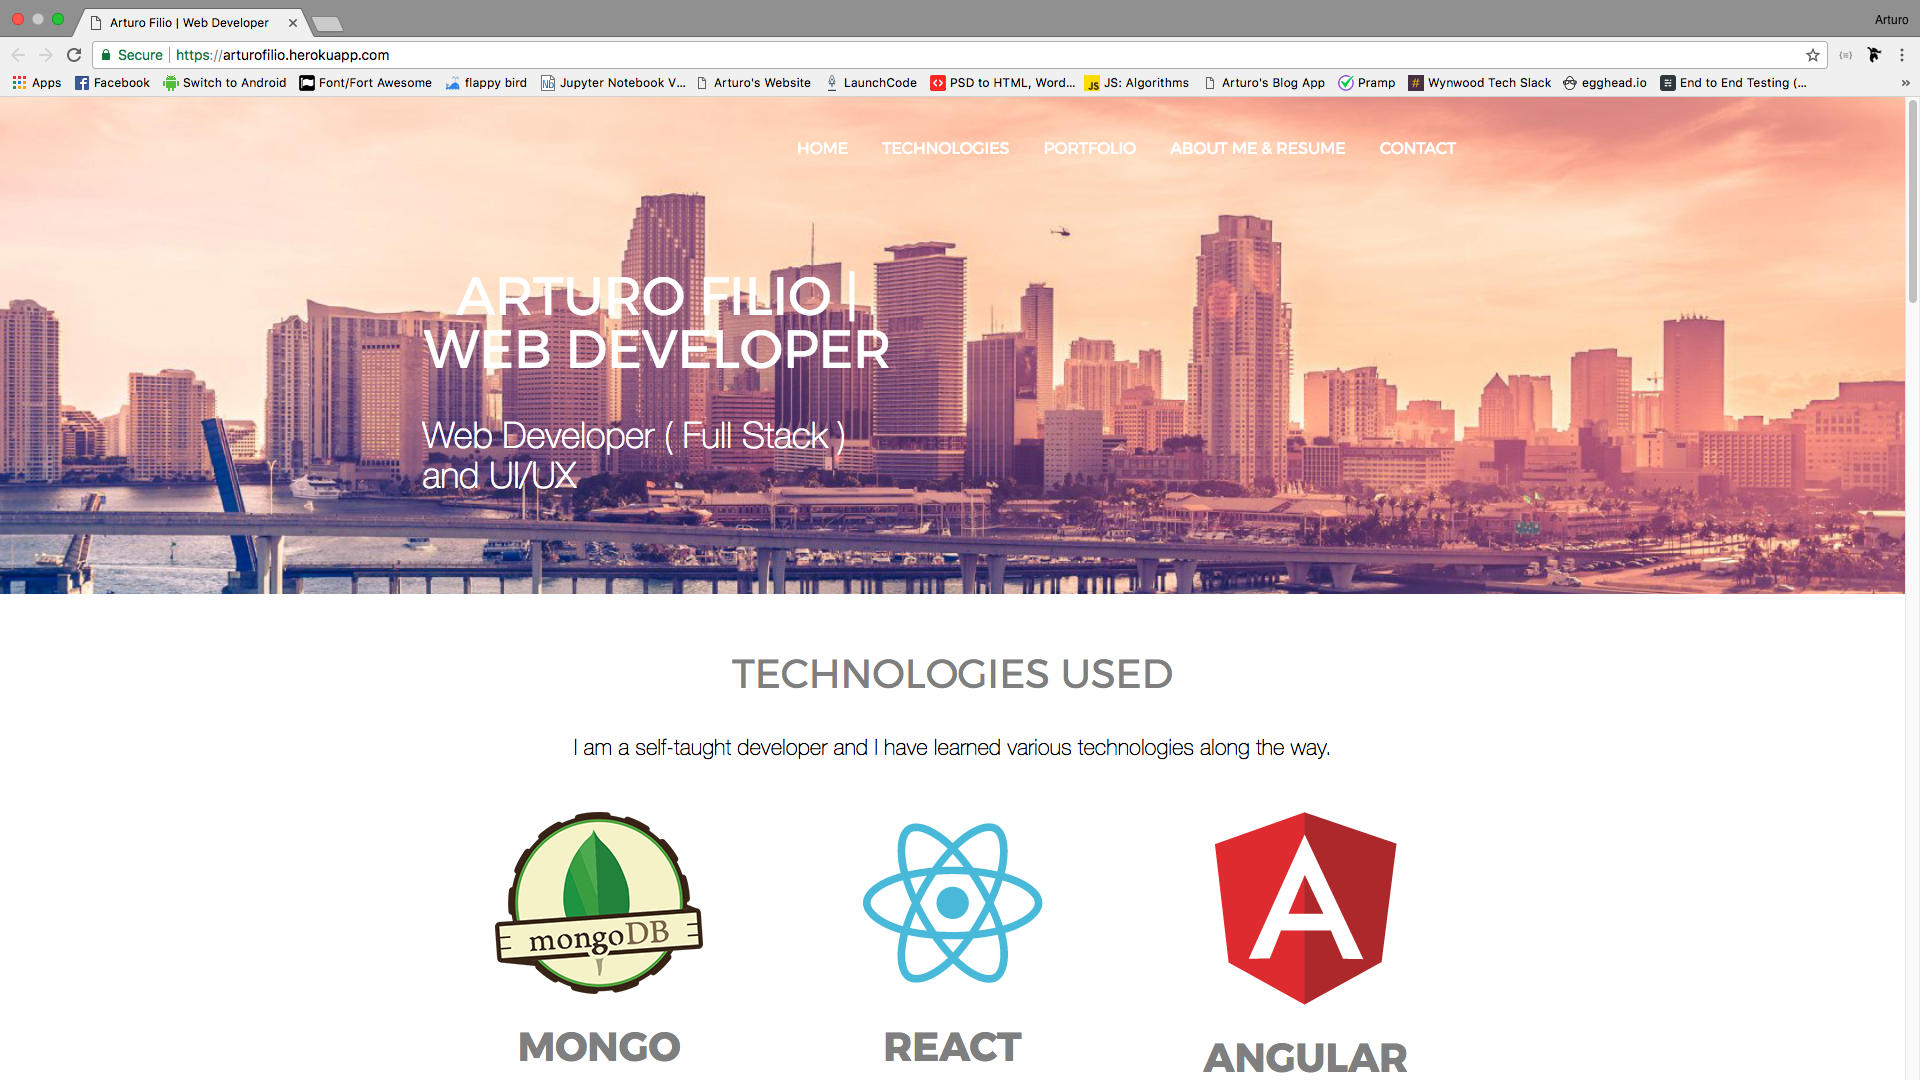 Arturo Filio | Web Developer
Arturo
Secure https://arturofilio.herokuapp.com
Apps Facebook Switch to Android Font/Fort Awesome flappy bird Jupyter Notebook V... Arturo's Website LaunchCode PSD to HTML, Word... JS: Algorithms Arturo's Blog App Pramp Wynwood Tech Slack egghead.io End to End Testing (... »
HOME TECHNOLOGIES PORTFOLIO ABOUT ME & RESUME CONTACT
ARTURO FILIO |
WEB DEVELOPER
Web Developer ( Full Stack )
and UI/UX
TECHNOLOGIES USED
I am a self-taught developer and I have learned various technologies along the way.
mongoDB
MONGO
REACT
ANGULAR